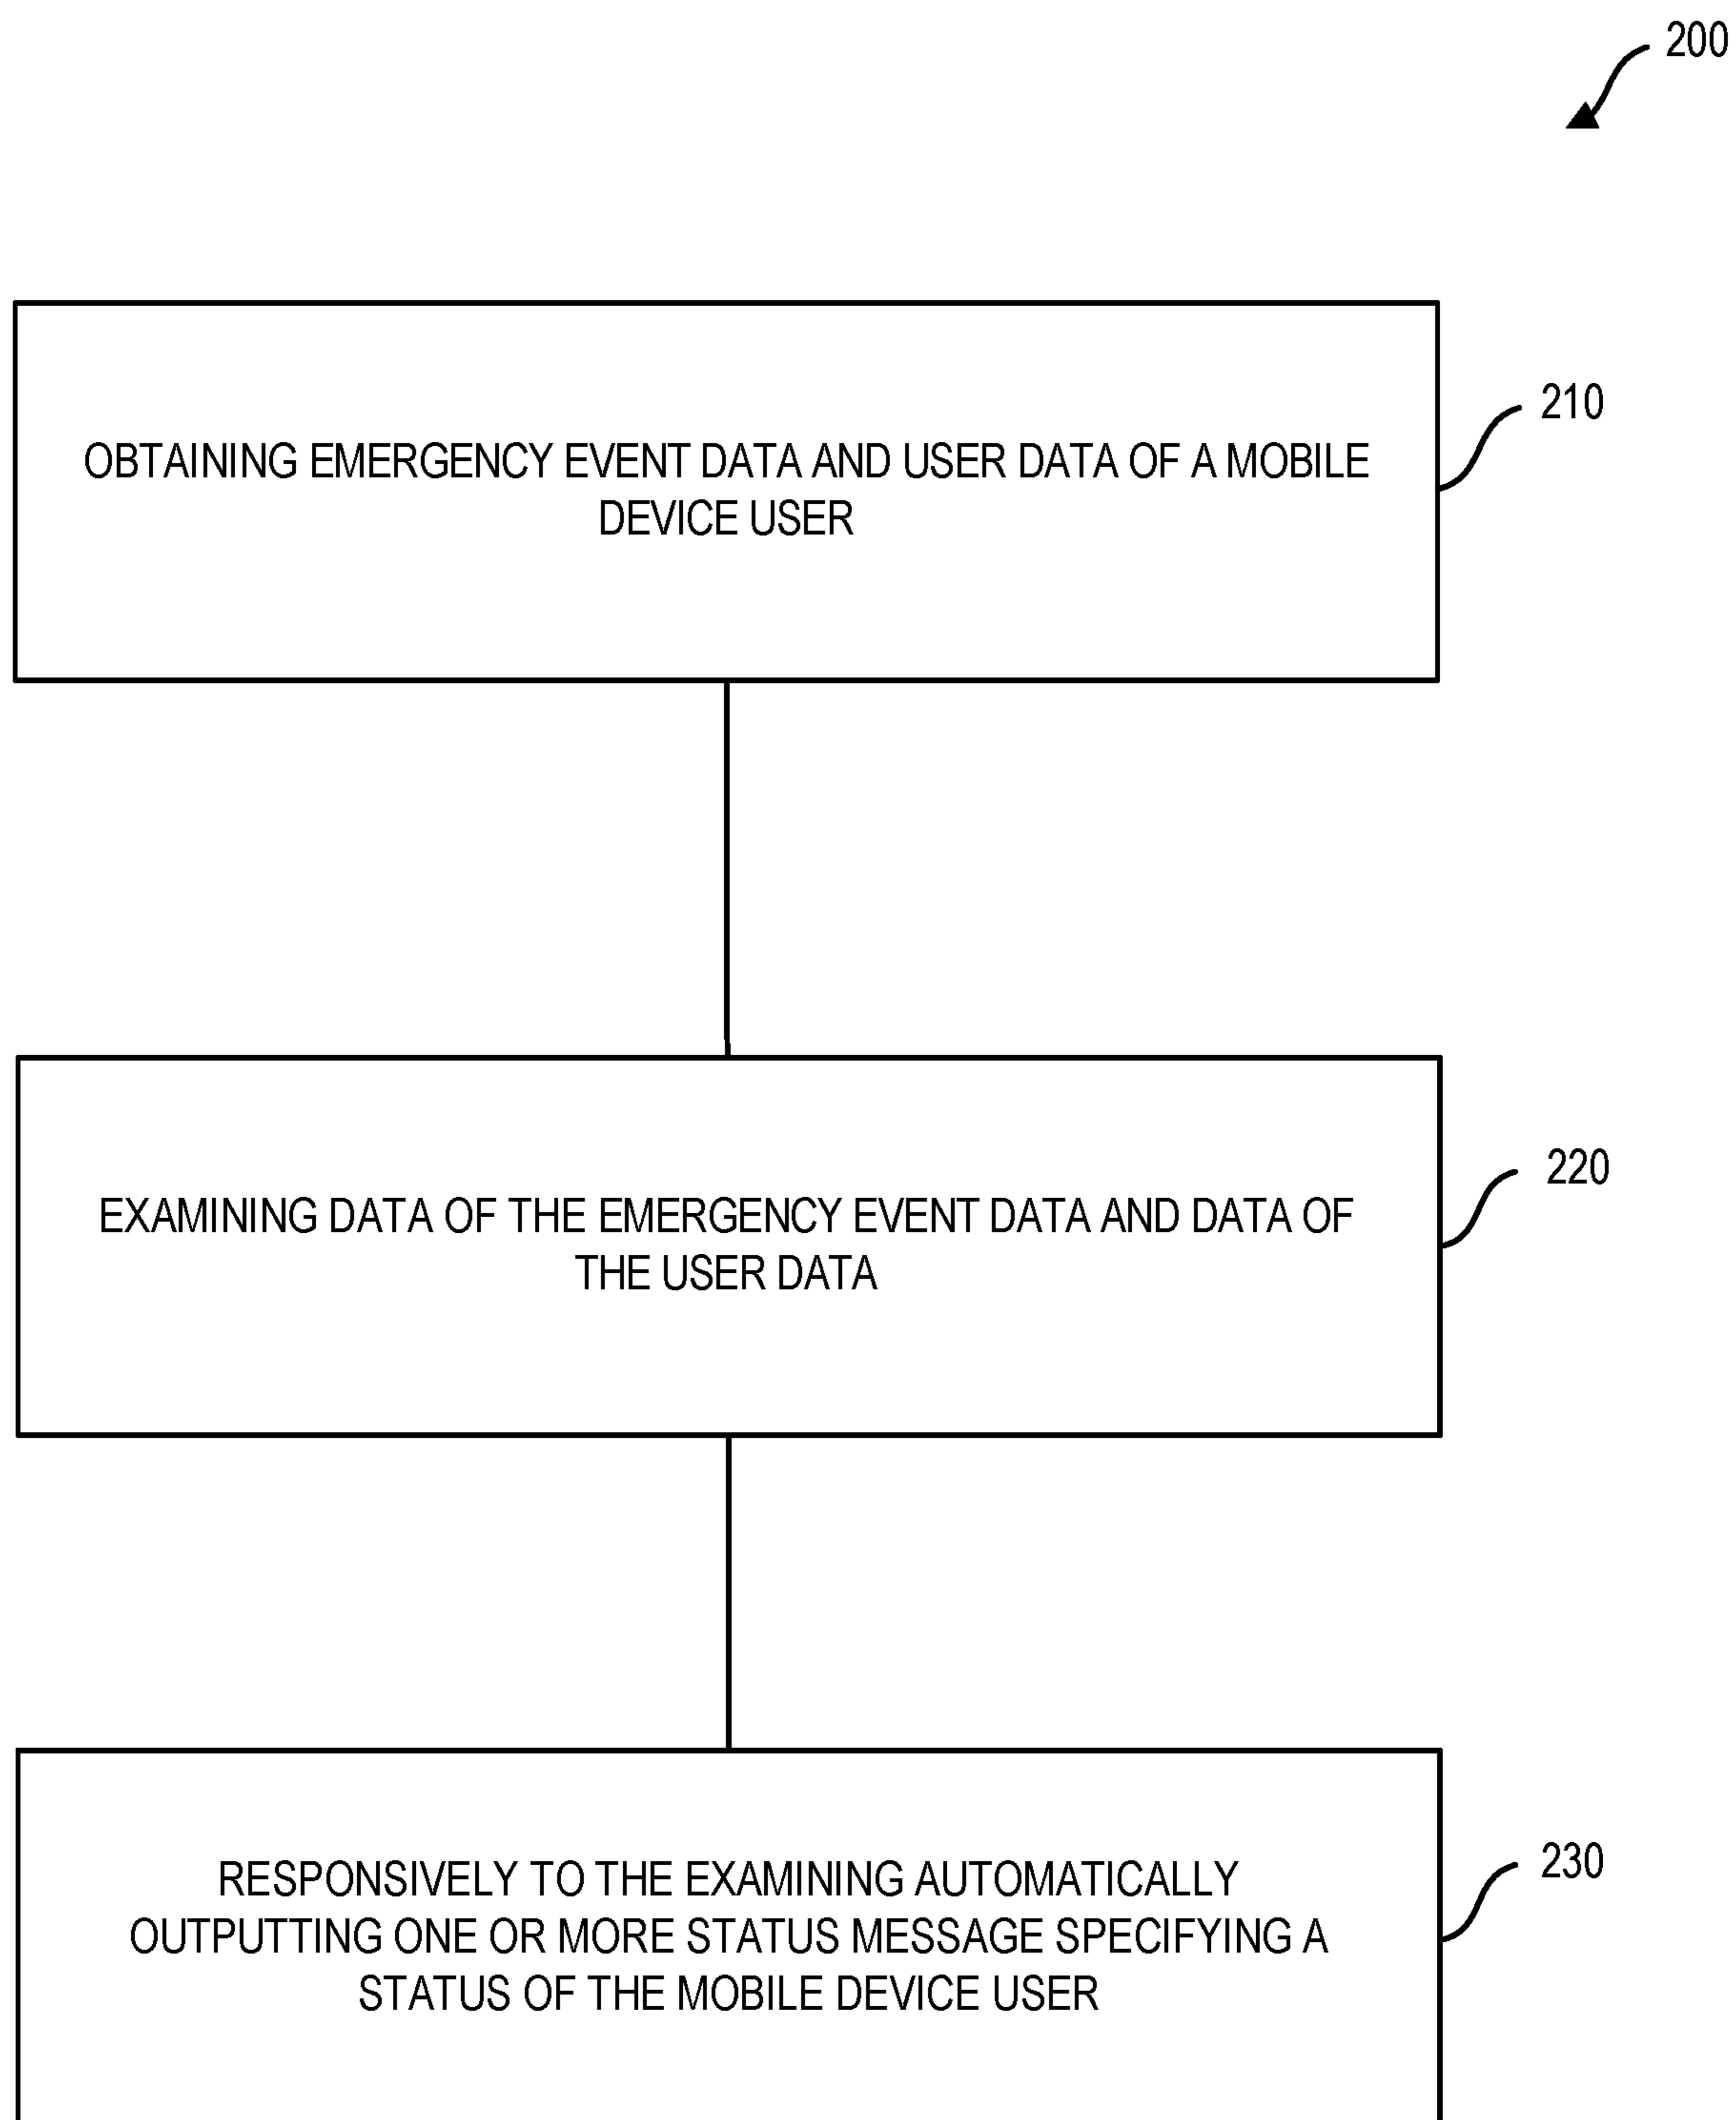 200
OBTAINING EMERGENCY EVENT DATA AND USER DATA OF A MOBILE
DEVICE USER
210
EXAMINING DATA OF THE EMERGENCY EVENT DATA AND DATA OF
THE USER DATA
220
RESPONSIVELY TO THE EXAMINING AUTOMATICALLY
OUTPUTTING ONE OR MORE STATUS MESSAGE SPECIFYING A
STATUS OF THE MOBILE DEVICE USER
230